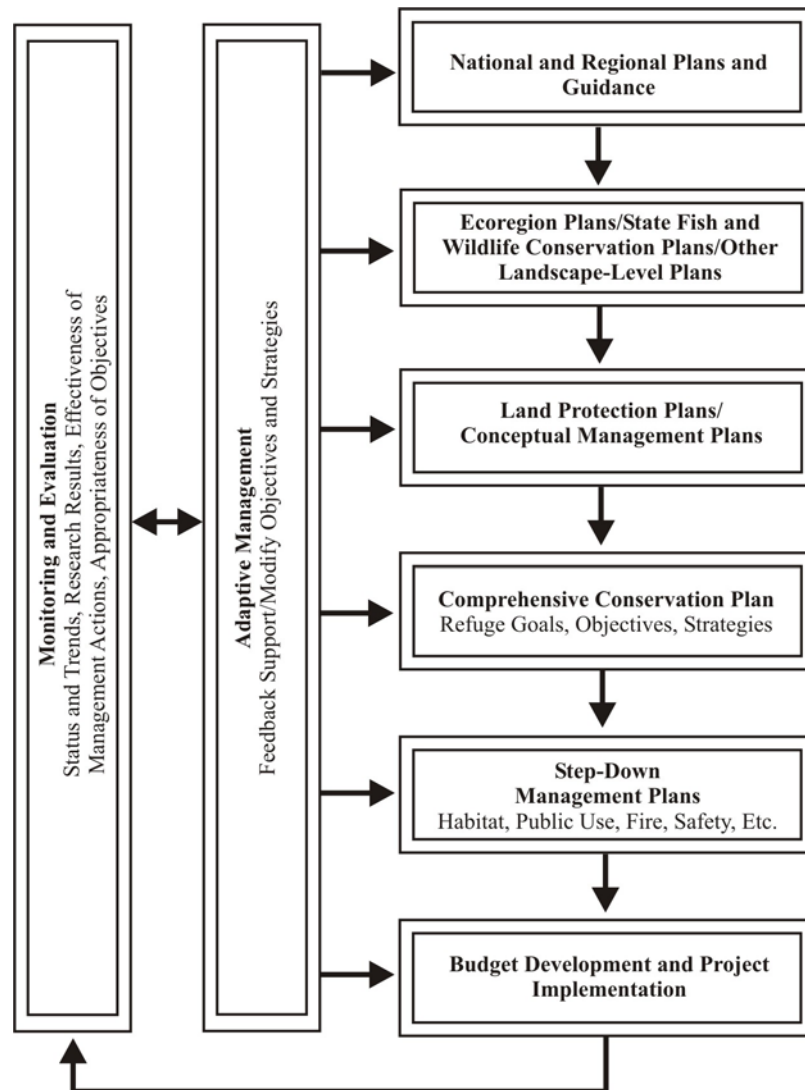 Monitoring and Evaluation
Status and Trends, Research Results, Effectiveness of
Management Actions, Appropriateness of Objectives
Adaptive Management
Feedback Support/Modify Objectives and Strategies
National and Regional Plans and
Guidance
Ecoregion Plans/State Fish and
Wildlife Conservation Plans/Other
Landscape-Level Plans
Land Protection Plans/
Conceptual Management Plans
Comprehensive Conservation Plan
Refuge Goals, Objectives, Strategies
Step-Down
Management Plans
Habitat, Public Use, Fire, Safety, Etc.
Budget Development and Project
Implementation